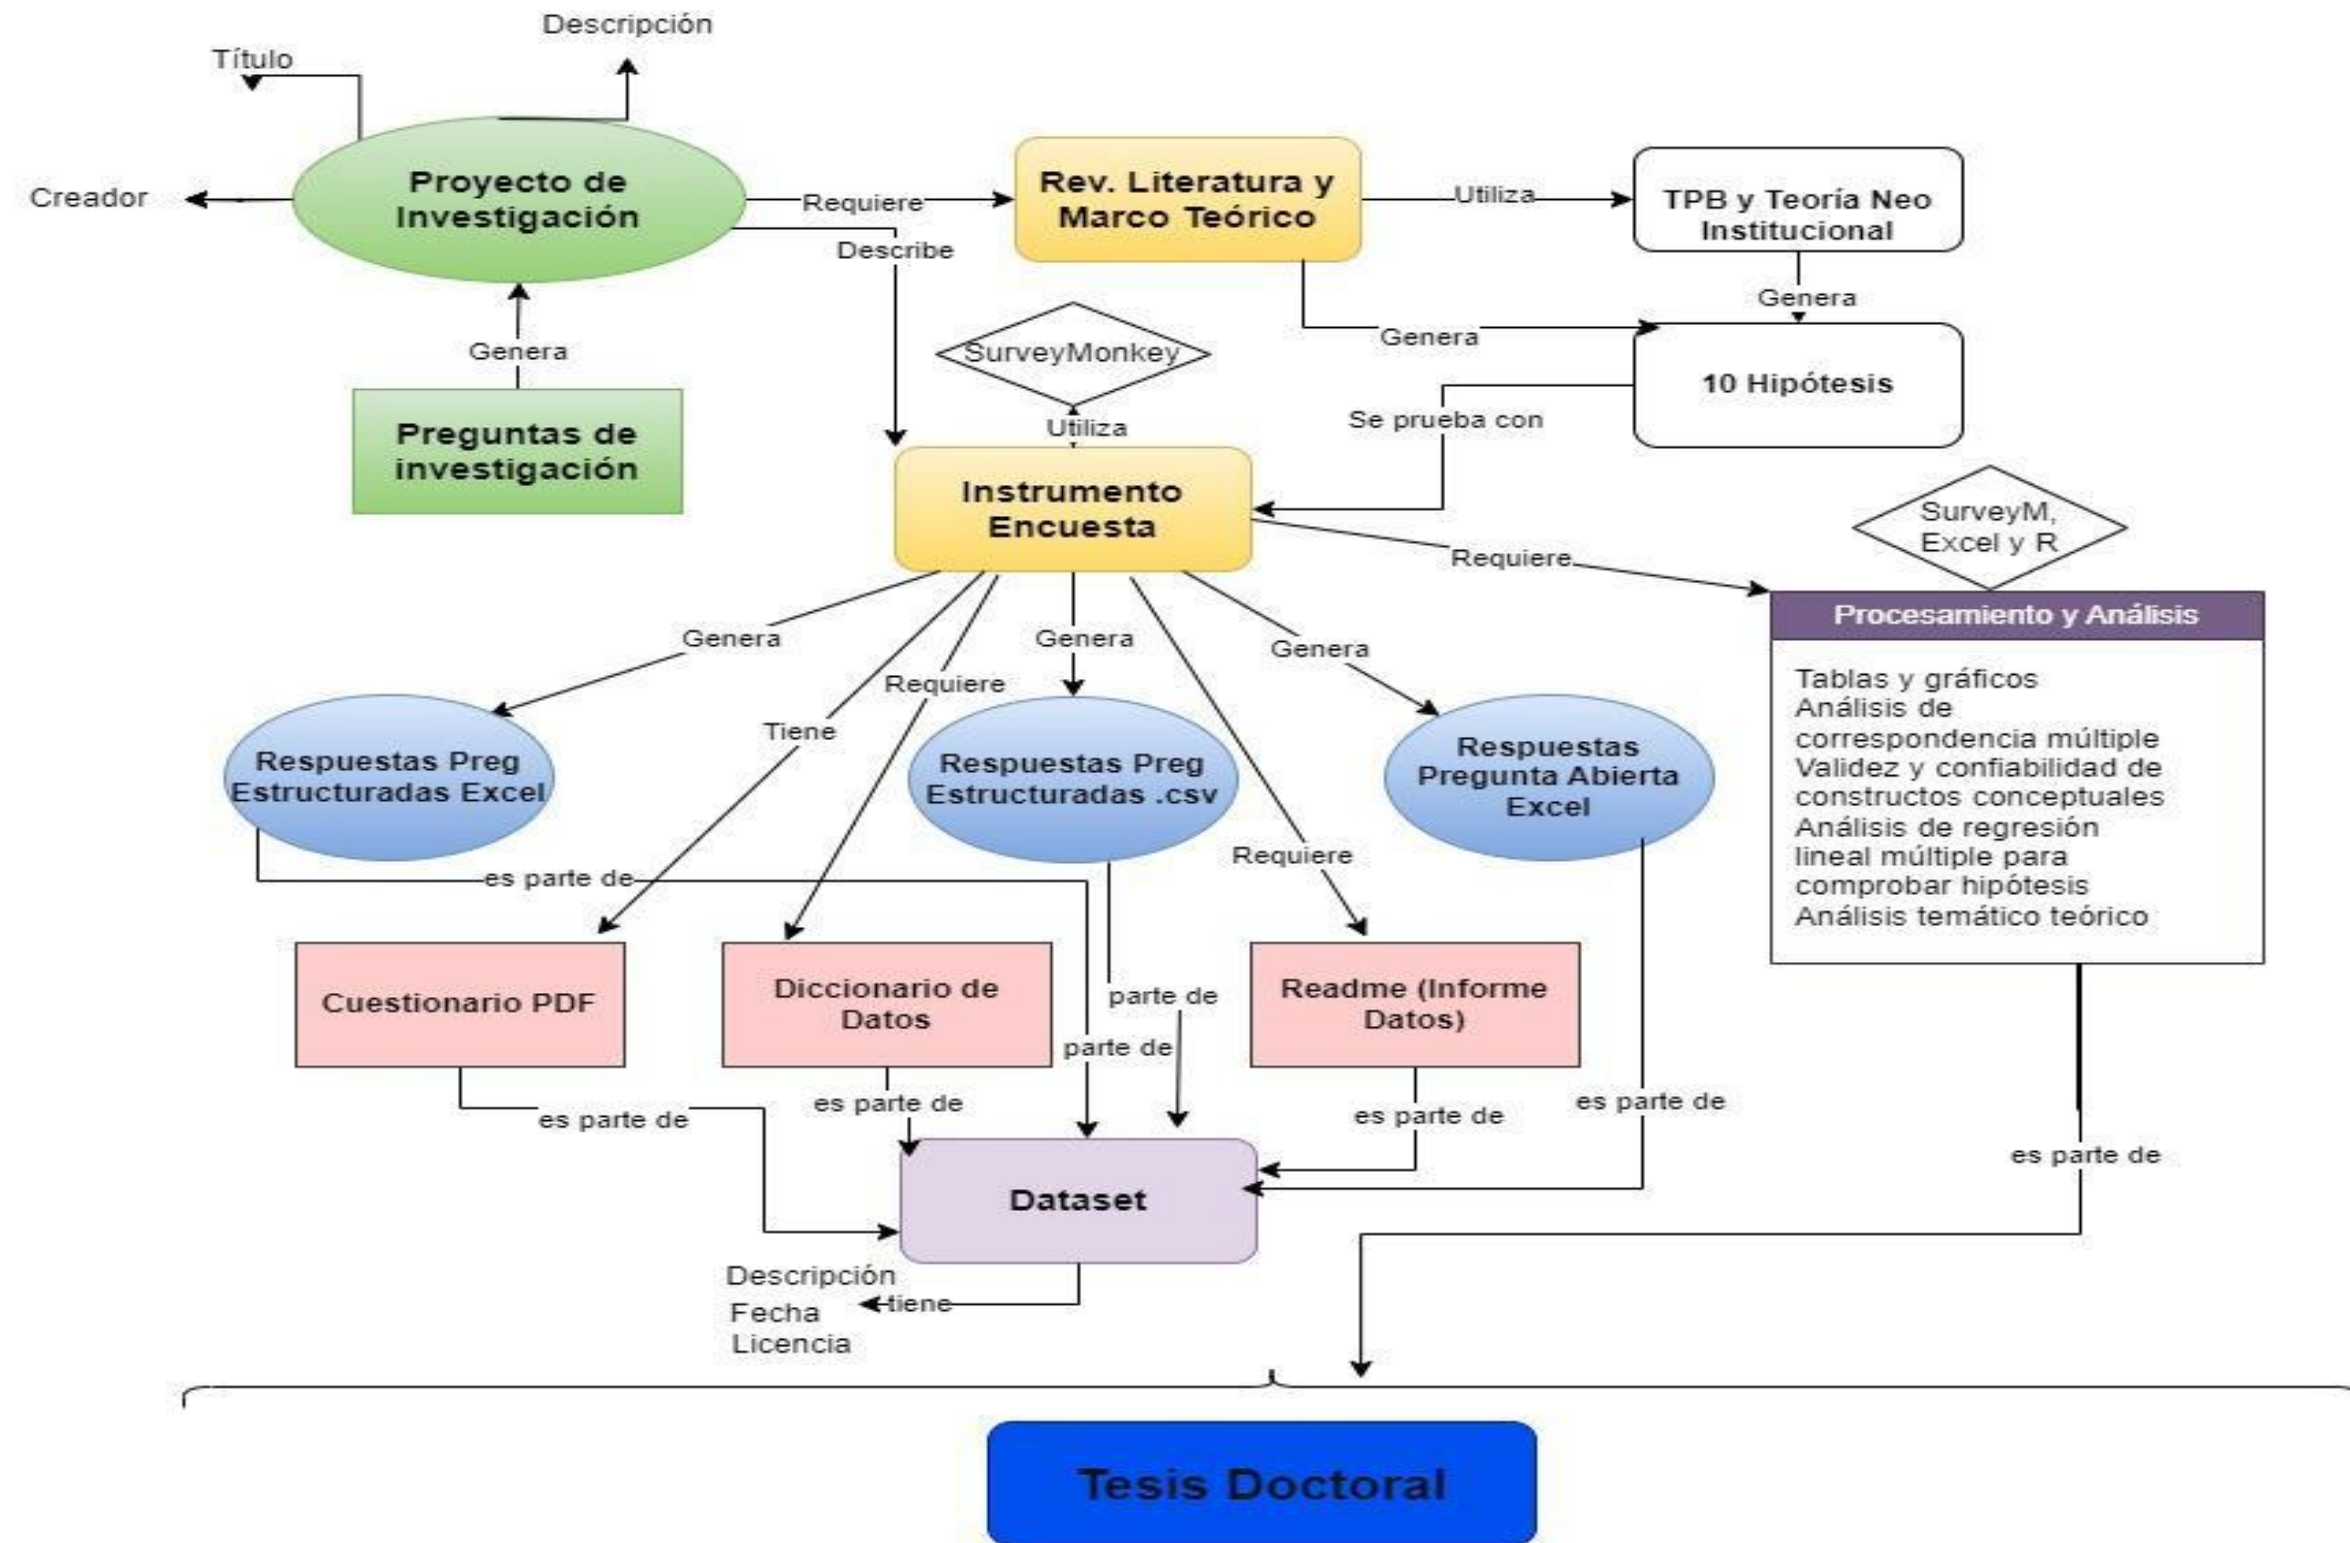 Descripción
Título
Creador
Proyecto de
Investigación
Requiere
Describe
Rev. Literatura y
Marco Teórico
Utiliza
TPB y Teoría Neo
Institucional
Genera
Genera
10 Hipótesis
Genera
Preguntas de
investigación
SurveyMonkey
Utiliza
Se prueba con
Instrumento
Encuesta
Requiere
SurveyM,
Excel y R
Procesamiento y Análisis
Tablas y gráficos
Análisis de
correspondencia múltiple
Validez y confiabilidad de
constructos conceptuales
Análisis de regresión
lineal múltiple para
comprobar hipótesis
Análisis temático teórico
Genera
Tiene
Requiere
Genera
Requiere
Genera
Respuestas Preg
Estructuradas Excel
Respuestas Preg
Estructuradas .csv
Respuestas
Pregunta Abierta
Excel
es parte de
Cuestionario PDF
Diccionario de
Datos
Readme (Informe
Datos)
parte de
parte de
es parte de
es parte de
es parte de
es parte de
es parte de
Dataset
Descripción
tiene
Fecha
Licencia
Tesis Doctoral